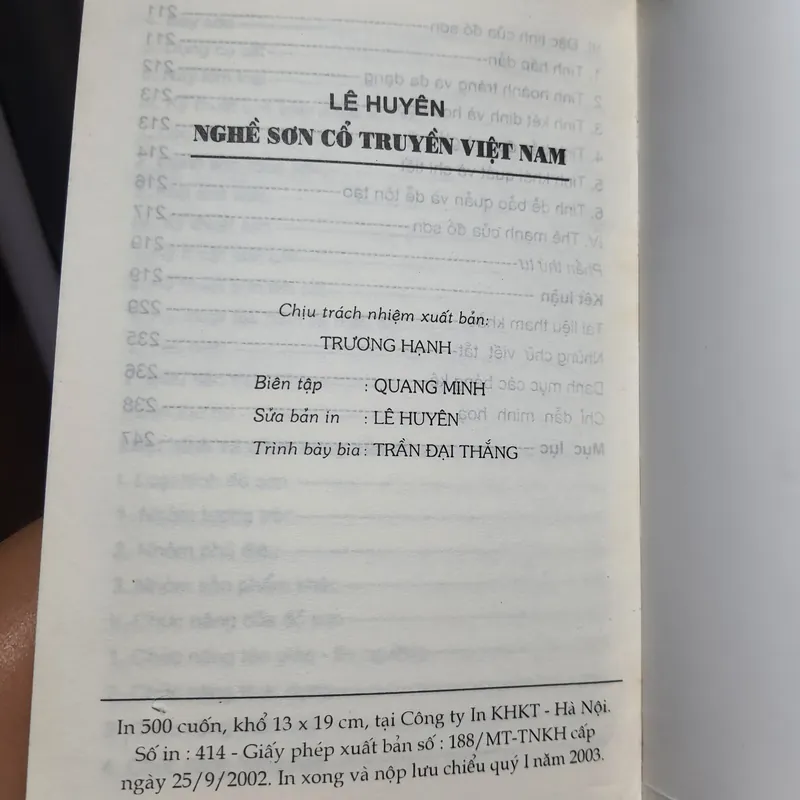 LÊ HUYÊN
NGHỀ SƠN CỔ TRUYỀN VIỆT NAM
Chịu trách nhiệm xuất bản:
TRƯƠNG HẠNH
Biên tập : QUANG MINH
Sửa bản in : LÊ HUYÊN
Trình bày bìa : TRẦN ĐẠI THẮNG
In 500 cuốn, khổ 13 x 19 cm, tại Công ty In KHKT - Hà Nội.
Số in : 414 - Giấy phép xuất bản số : 188/MT-TNKH cấp
ngày 25/9/2002. In xong và nộp lưu chiểu quý I năm 2003.